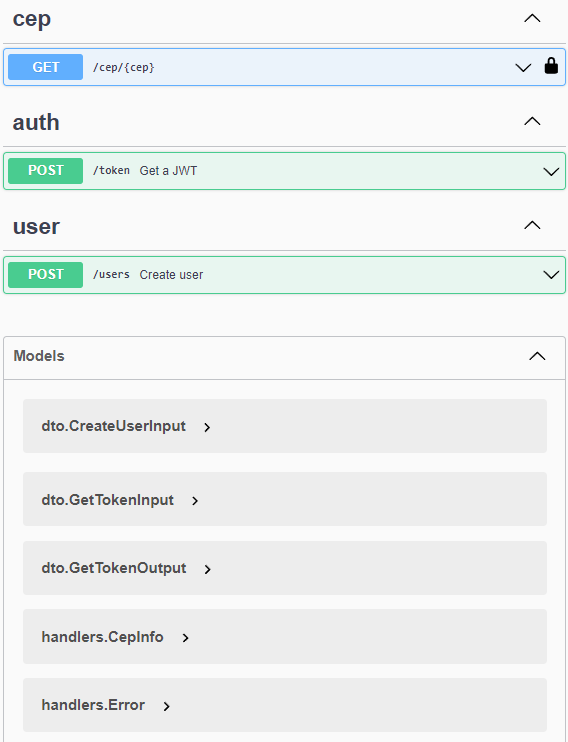 cep
GET /cep/{cep}
auth
POST /token Get a JWT
user
POST /users Create user
Models
dto.CreateUserInput
dto.GetTokenInput
dto.GetTokenOutput
handlers.CepInfo
handlers.Error